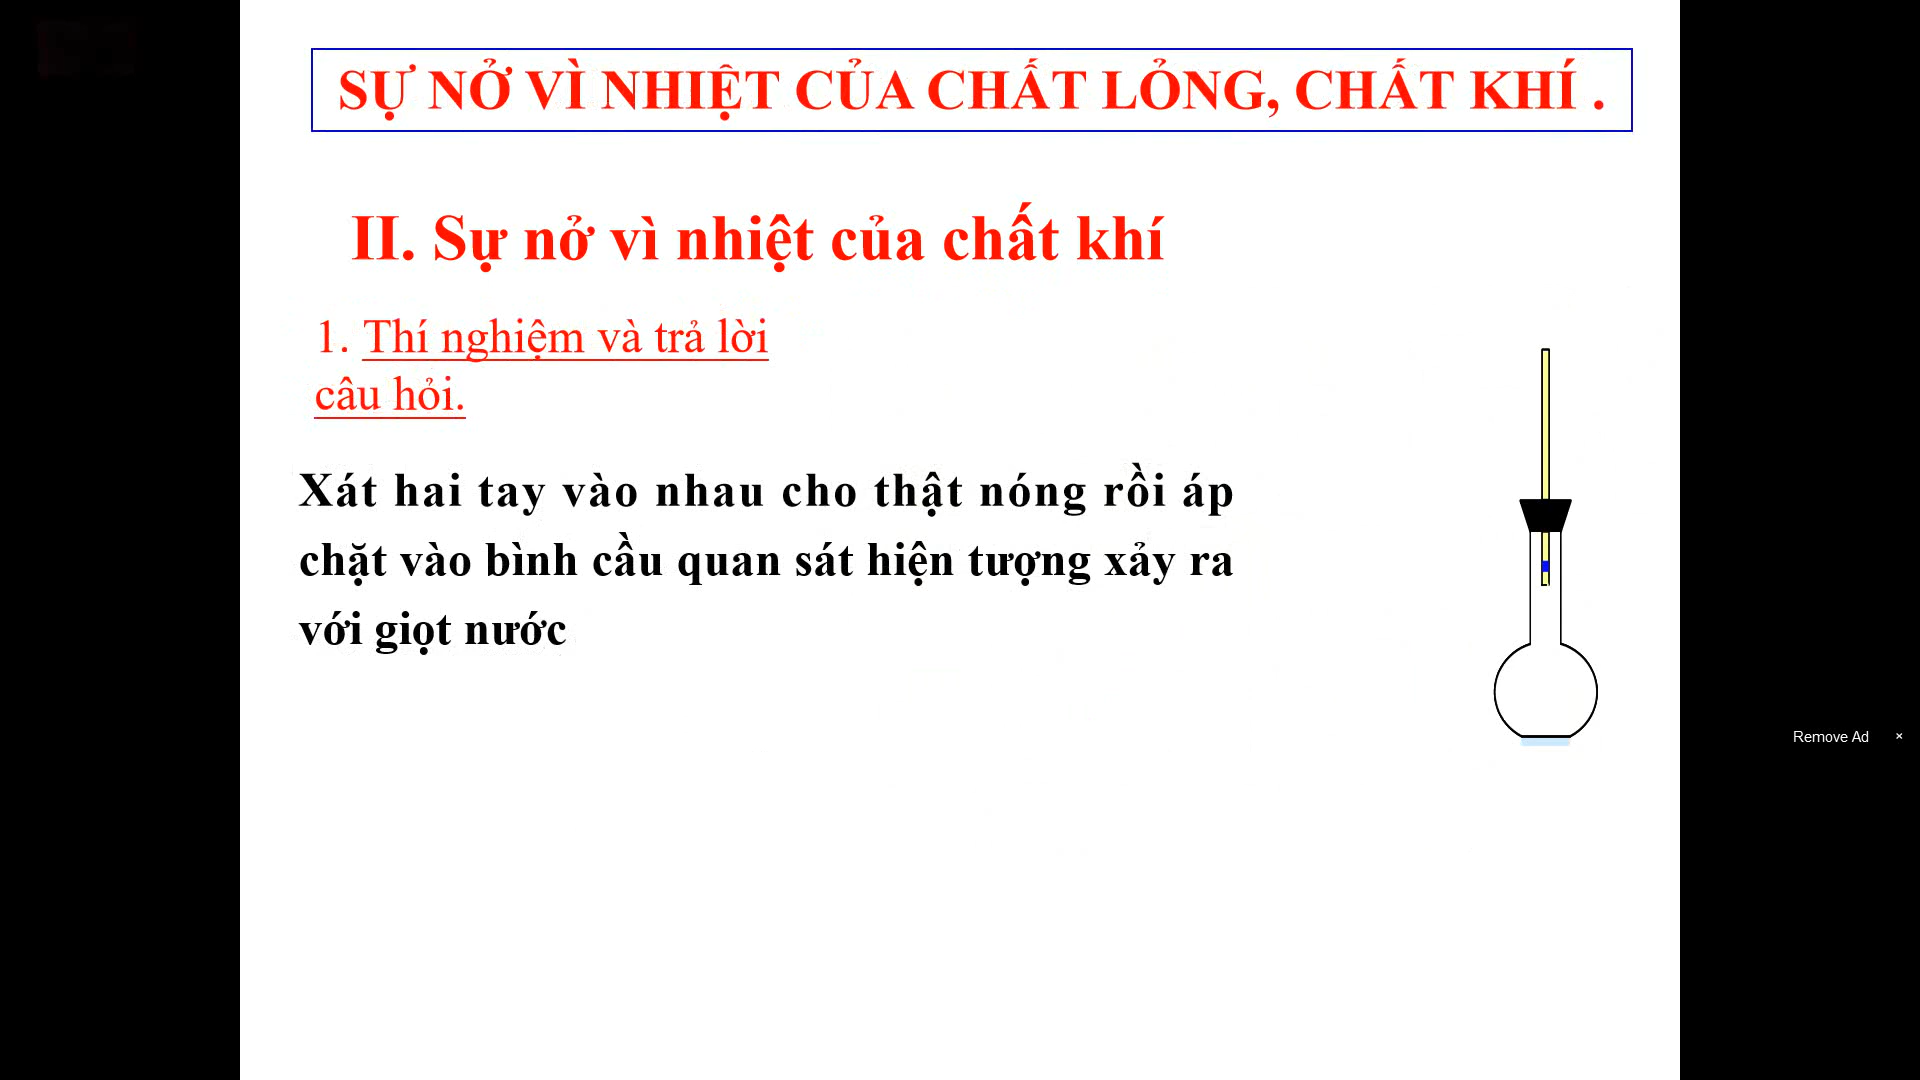 SỰ NỞ VÌ NHIỆT CỦA CHẤT LỎNG, CHẤT KHÍ .
II. Sự nở vì nhiệt của chất khí
1. Thí nghiệm và trả lời
câu hỏi.
Xát hai tay vào nhau cho thật nóng rồi áp
chặt vào bình cầu quan sát hiện tượng xảy ra
với giọt nước
Remove Ad ×